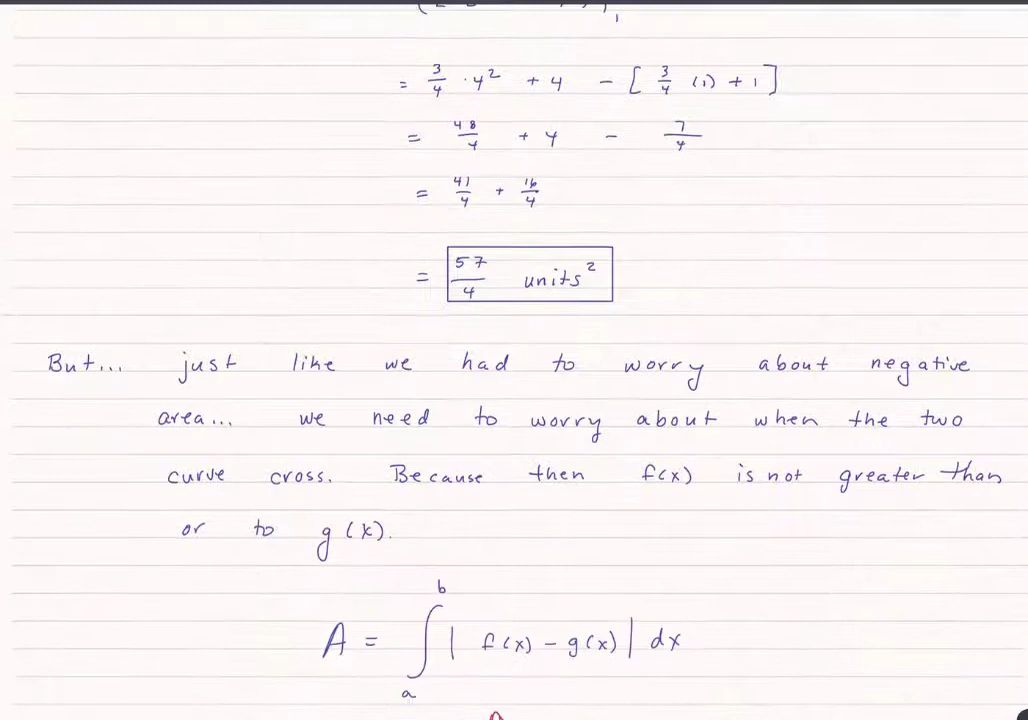 = 3/4 · 4² + 4 - [ 3/4 (1) + 1 ]
= 48/4 + 4 - 7/4
= 41/4 + 16/4
= 57/4 units²
But... just like we had to worry about negative
area... we need to worry about when the two
curve cross. Because then f(x) is not greater than
or to g(x).
A = ∫_a^b | f(x) - g(x) | dx